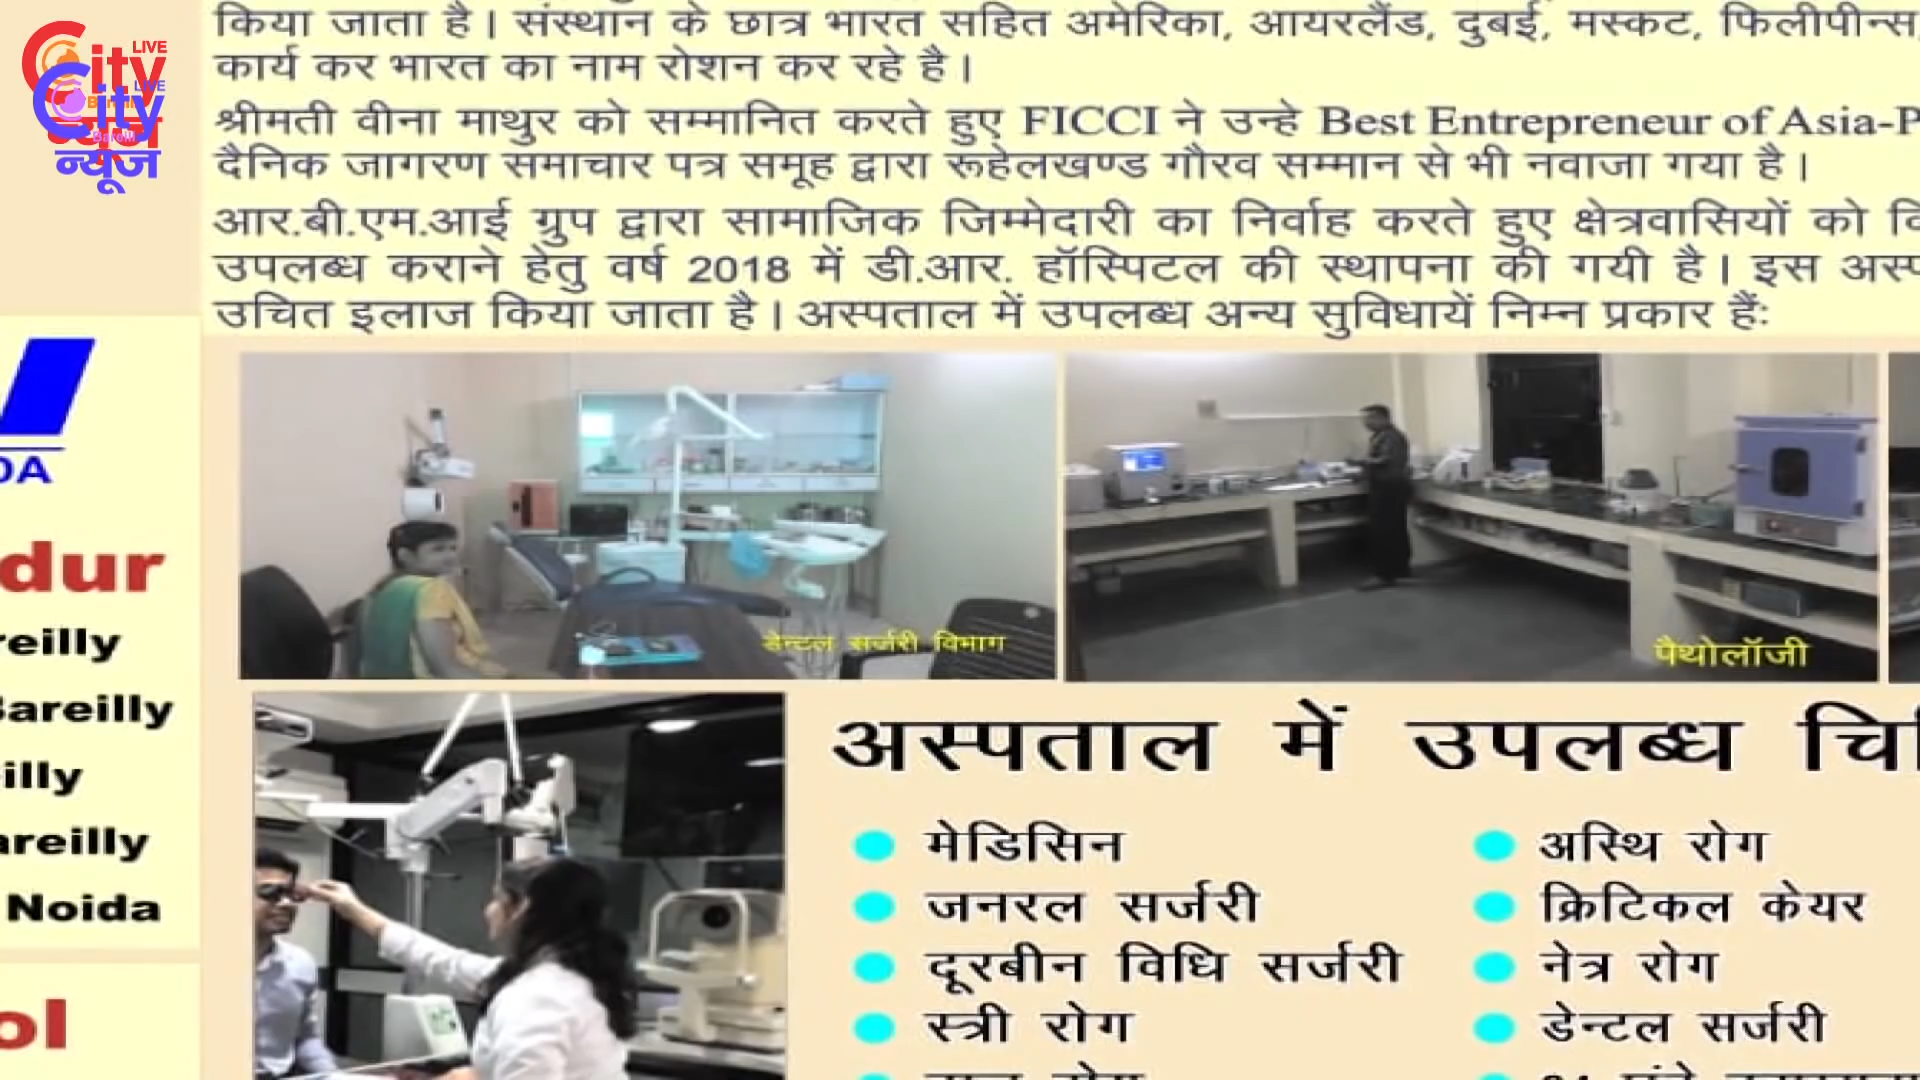 City LIVE
न्यूज
किया जाता है। संस्थान के छात्र भारत सहित अमेरिका, आयरलैंड, दुबई, मस्कट, फिलीपीन्स,
कार्य कर भारत का नाम रोशन कर रहे है।
श्रीमती वीना माथुर को सम्मानित करते हुए FICCI ने उन्हे Best Entrepreneur of Asia-P
दैनिक जागरण समाचार पत्र समूह द्वारा रूहेलखण्ड गौरव सम्मान से भी नवाजा गया है।
आर.बी.एम.आई ग्रुप द्वारा सामाजिक जिम्मेदारी का निर्वाह करते हुए क्षेत्रवासियों को
उपलब्ध कराने हेतु वर्ष 2018 में डी.आर. हॉस्पिटल की स्थापना की गयी है। इस अस्प
उचित इलाज किया जाता है। अस्पताल में उपलब्ध अन्य सुविधायें निम्न प्रकार हैं:
DA
dur
reilly
Bareilly
illy
areilly
Noida
ol
डेन्टल सर्जरी विभाग
पैथोलॉजी
अस्पताल में उपलब्ध चि
मेडिसिन
जनरल सर्जरी
दूरबीन विधि सर्जरी
स्त्री रोग
अस्थि रोग
क्रिटिकल केयर
नेत्र रोग
डेन्टल सर्जरी